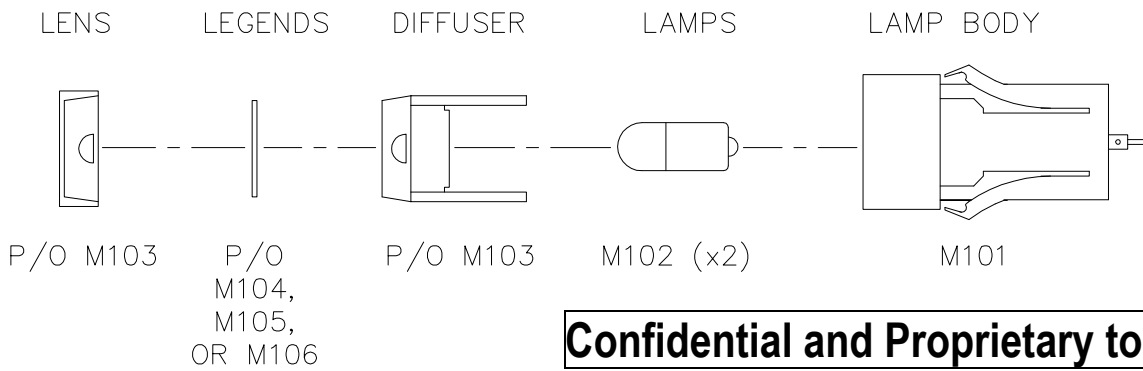 LENS LEGENDS DIFFUSER LAMPS LAMP BODY
P/O M103 P/O P/O M103 M102 (x2) M101
M104,
M105,
OR M106
Confidential and Proprietary to